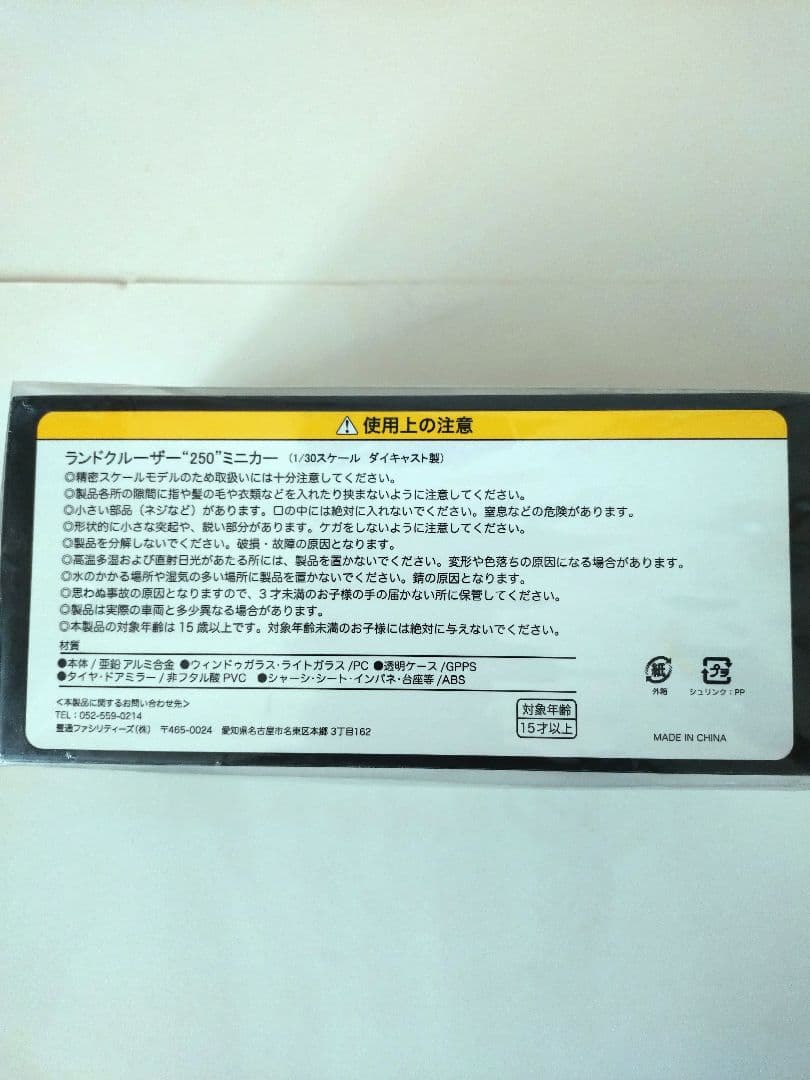 ⚠使用上の注意
ランドクルーザー“250”ミニカー （1/30スケール ダイキャスト製）
◎精密スケールモデルのため取扱いには十分注意してください。
◎製品各所の隙間に指や髪の毛や衣類などを入れたり挟まないように注意してください。
◎小さい部品（ネジなど）があります。口の中には絶対に入れないでください。窒息などの危険があります。
◎形状的に小さな突起や、鋭い部分があります。ケガをしないように注意してください。
◎製品を分解しないでください。破損・故障の原因となります。
◎高温多湿および直射日光があたる所には、製品を置かないでください。変形や色落ちの原因になる場合があります。
◎水のかかる場所や湿気の多い場所に製品を置かないでください。錆の原因となります。
◎思わぬ事故の原因となりますので、３才未満のお子様の手の届かない所に保管してください。
◎製品は実際の車両と多少異なる場合があります。
◎本製品の対象年齢は15歳以上です。対象年齢未満のお子様には絶対に与えないでください。
材質
●本体/亜鉛アルミ合金 ●ウィンドゥガラス・ライトガラス/PC ●透明ケース/GPPS
●タイヤ・ドアミラー/非フタル酸PVC ●シャーシ・シート・インパネ・台座等/ABS
＜本製品に関するお問い合わせ先＞
TEL：052-559-0214
豊通ファシリティーズ（株） 〒465-0024 愛知県名古屋市名東区本郷3丁目162
対象年齢
15才以上
紙
外箱
プラ
シュリンク：PP
MADE IN CHINA